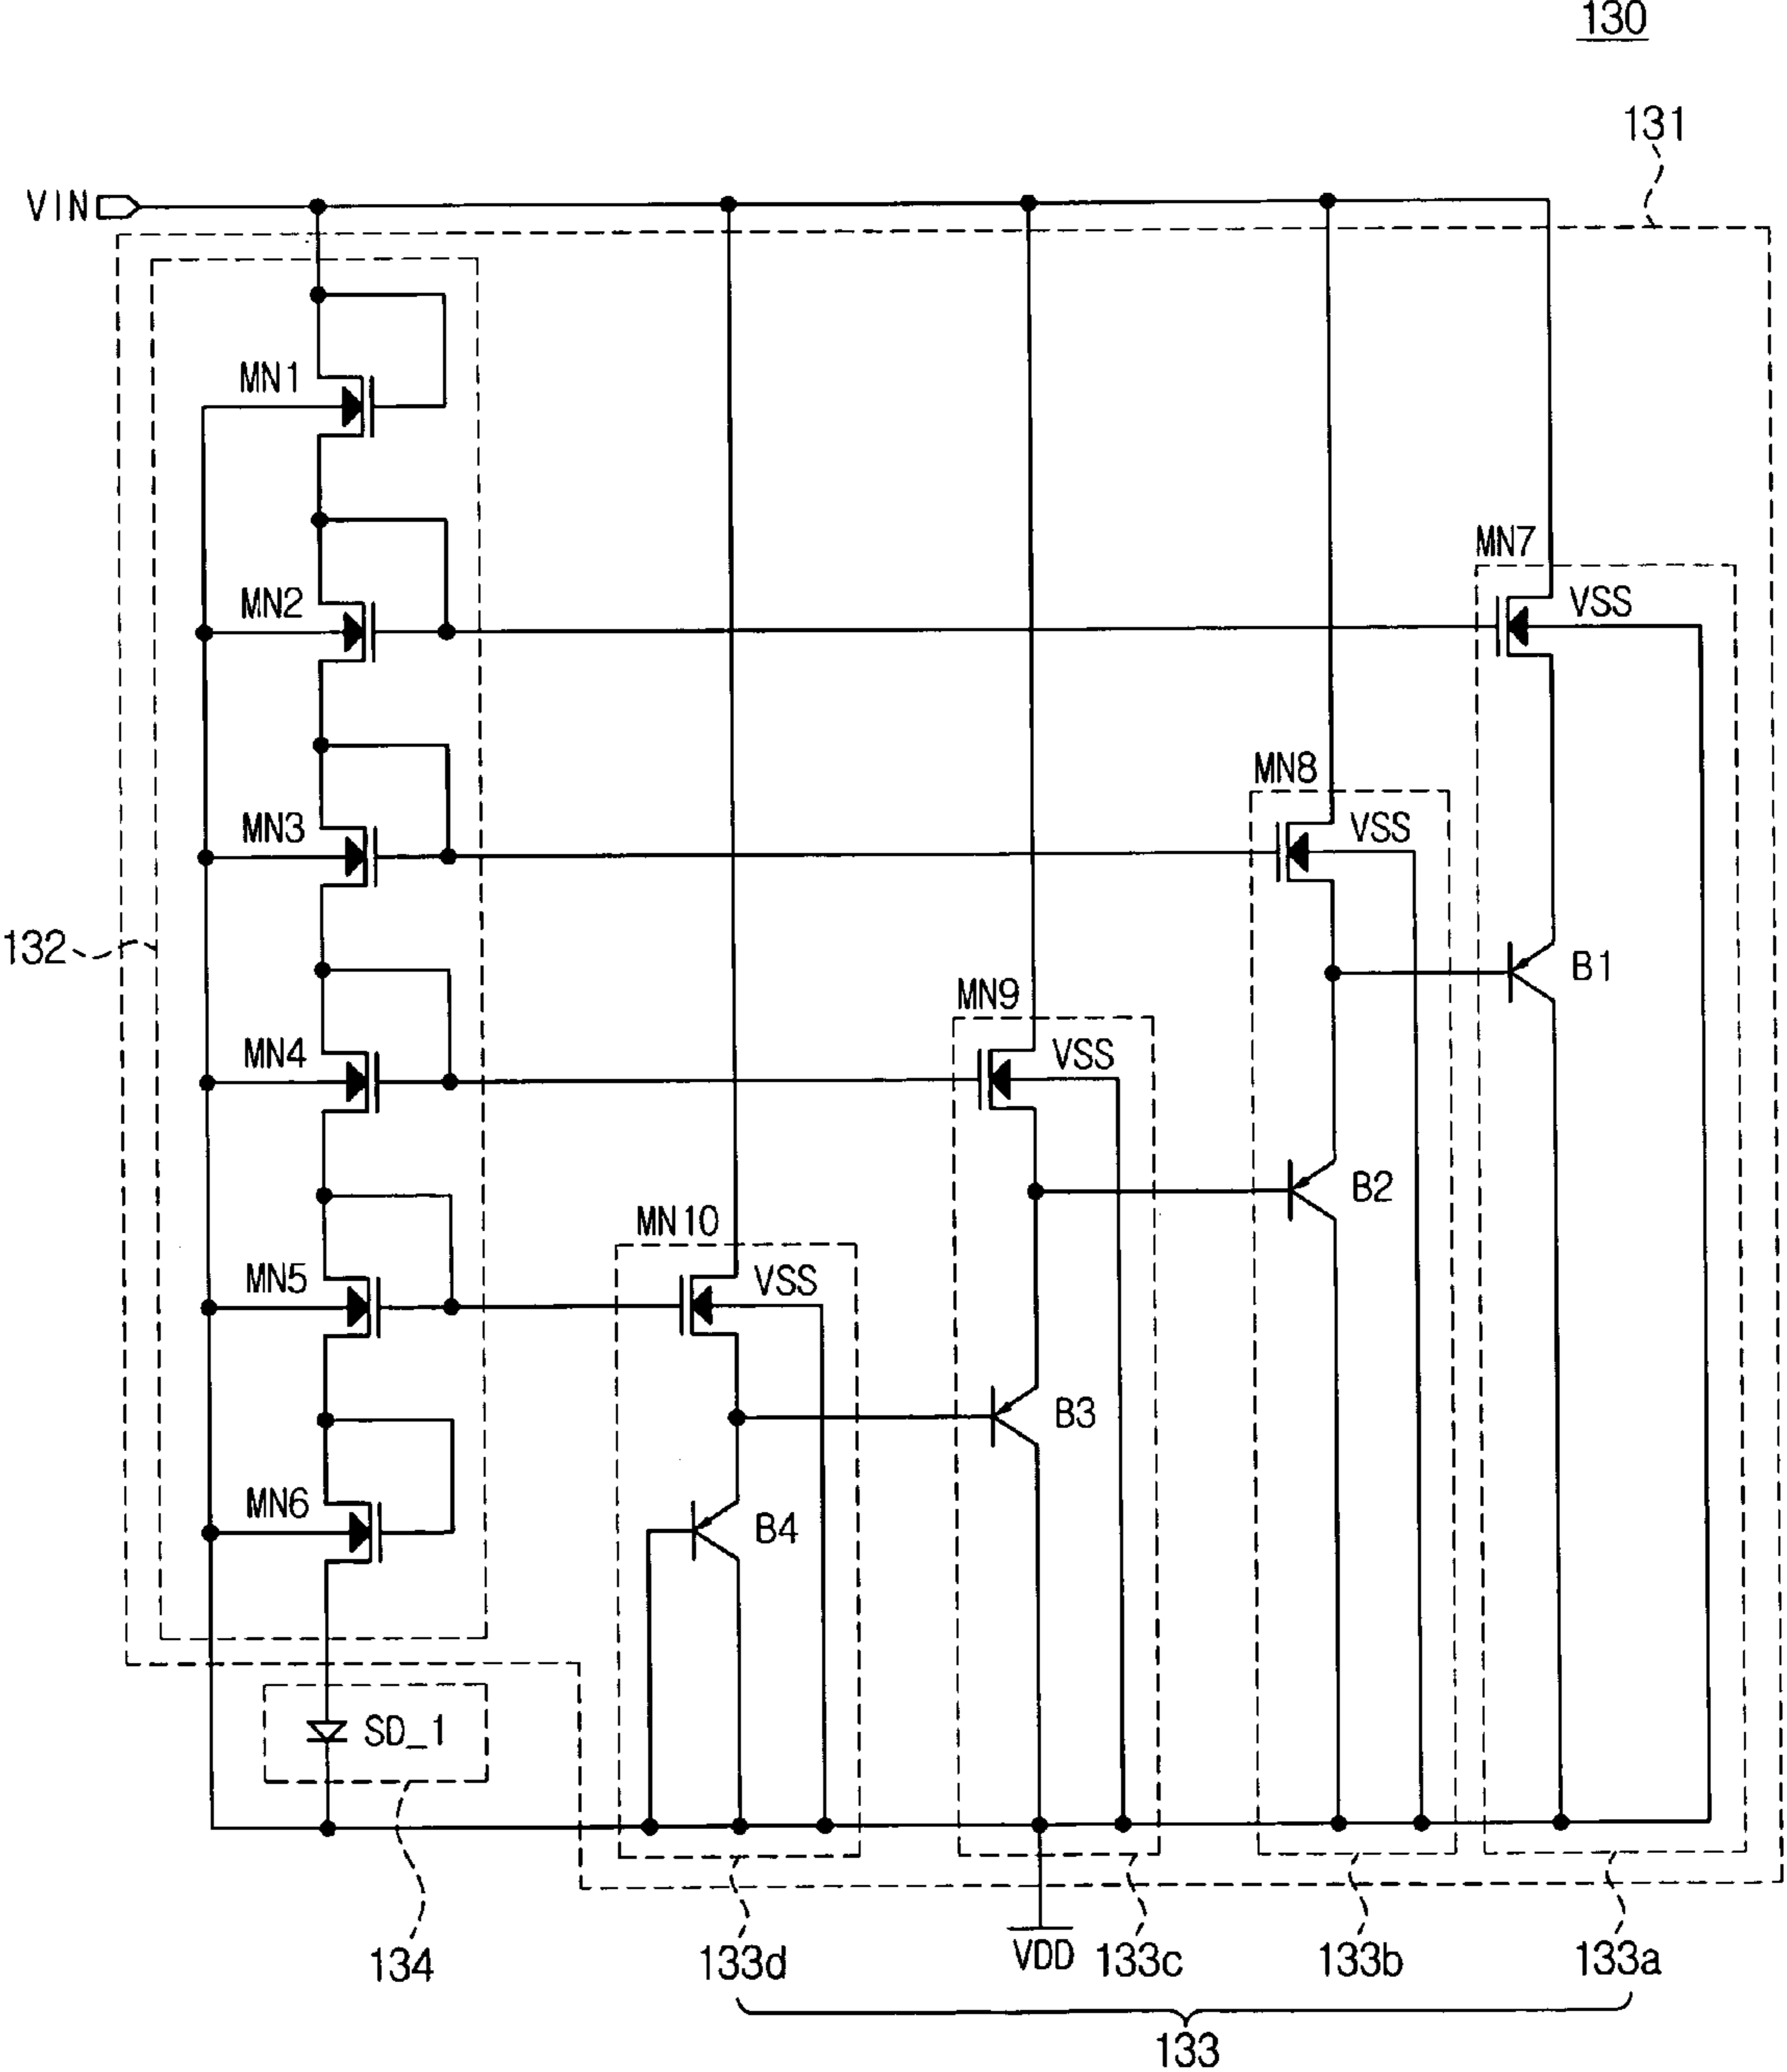 130
131
VIN
MN1
MN7
MN2
VSS
MN8
MN3
VSS
132
B1
MN9
MN4
VSS
B2
MN10
MN5
VSS
B3
MN6
B4
SD_1
134
133d
VDD
133c
133b
133a
133